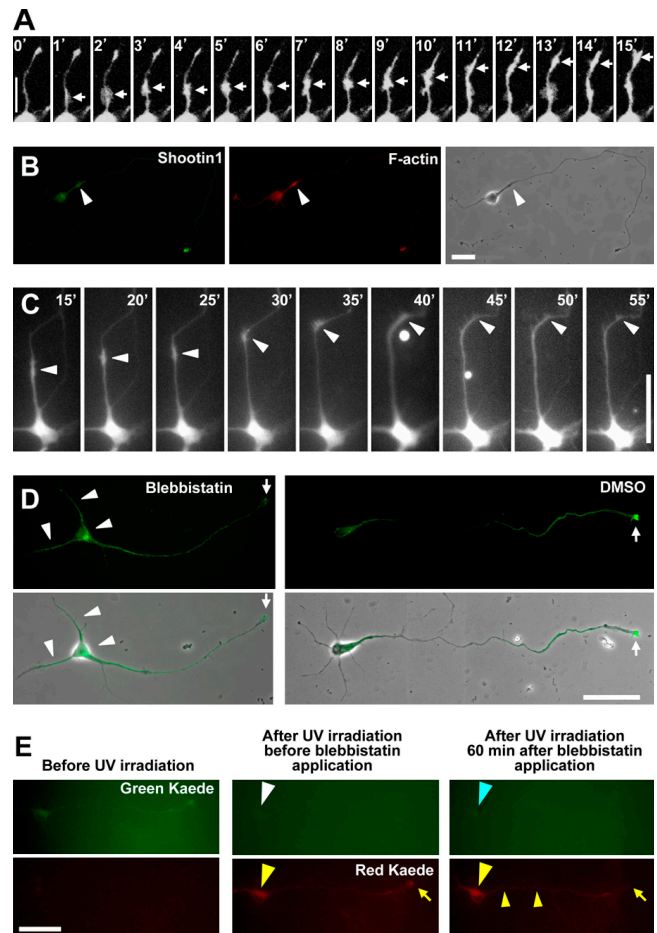 A
0’ 1’ 2’ 3’ 4’ 5’ 6’ 7’ 8’ 9’ 10’ 11’ 12’ 13’ 14’ 15’
B Shootin1 F-actin
C 15’ 20’ 25’ 30’ 35’ 40’ 45’ 50’ 55’
D Blebbistatin DMSO
E
Before UV irradiation
After UV irradiation
before blebbistatin
application
After UV irradiation
60 min after blebbistatin
application
Green Kaede
Red Kaede